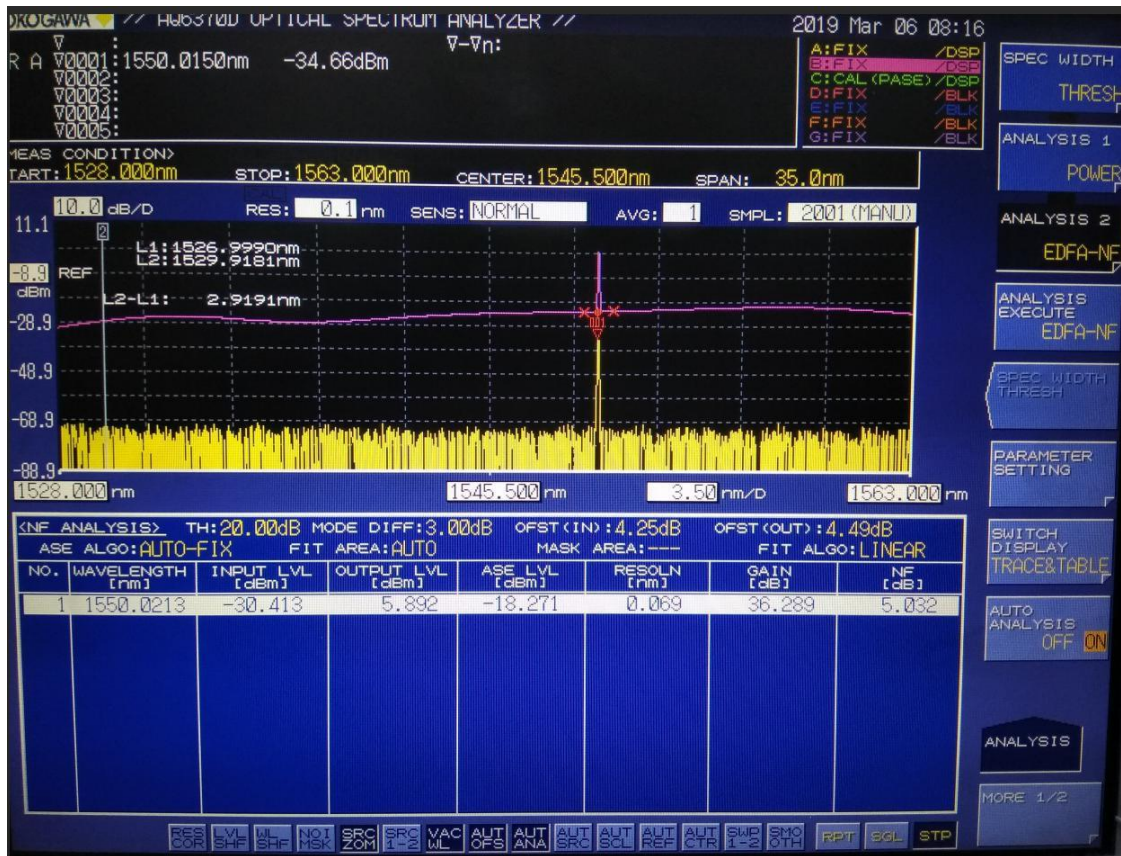 // AQ6370D OPTICAL SPECTRUM ANALYZER //
2019 Mar 06 08:16
∇ :
∇-∇n:
R A ∇0001:1550.0150nm -34.66dBm
∇0002:
∇0003:
∇0004:
∇0005:
A:FIX /DSP
B:FIX /DSP
C:CAL(PASE)/DSP
D:FIX /BLK
E:FIX /BLK
F:FIX /BLK
G:FIX /BLK
MEAS CONDITION>
TART:1528.000nm STOP:1563.000nm CENTER:1545.500nm SPAN: 35.0nm
10.0 dB/D RES: 0.1 nm SENS: NORMAL AVG: 1 SMPL: 2001(MANU)
11.1
2
L1:1526.9990nm
L2:1529.9181nm
-8.9 REF
dBm
L2-L1: 2.9191nm
-28.9
001
-48.9
-68.9
-88.9
1528.000 nm 1545.500 nm 3.50 nm/D 1563.000 nm
<NF ANALYSIS> TH:20.00dB MODE DIFF:3.00dB OFST(IN):4.25dB OFST(OUT):4.49dB
ASE ALGO:AUTO-FIX FIT AREA:AUTO MASK AREA:--- FIT ALGO:LINEAR
NO. WAVELENGTH [nm] INPUT LVL [dBm] OUTPUT LVL [dBm] ASE LVL [dBm] RESOLN [nm] GAIN [dB] NF [dB]
1 1550.0213 -30.413 5.892 -18.271 0.069 36.289 5.032
RES COR
LVL SHF
WL SHF
NOI MSK
SRC ZOM
SRC 1-2
VAC WL
AUT OFS
AUT ANA
AUT SRC
AUT SCL
AUT REF
AUT CTR
SWP 1-2
SMO OTH
RPT
SGL
STP
SPEC WIDTH
THRESH
ANALYSIS 1
POWER
ANALYSIS 2
EDFA-NF
ANALYSIS
EXECUTE
EDFA-NF
SPEC WIDTH
THRESH
PARAMETER
SETTING
SWITCH
DISPLAY
TRACE&TABLE
AUTO
ANALYSIS
OFF ON
ANALYSIS
MORE 1/2